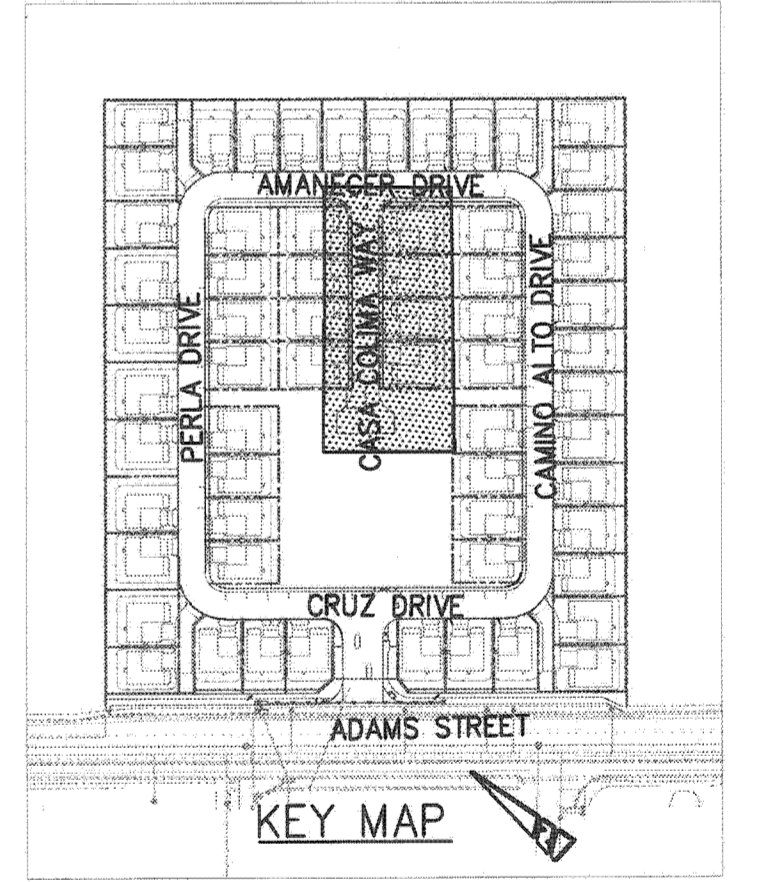 AMANECER DRIVE
CASA COLIMA WAY
PERLA DRIVE
CAMINO ALTO DRIVE
CRUZ DRIVE
ADAMS STREET
KEY MAP